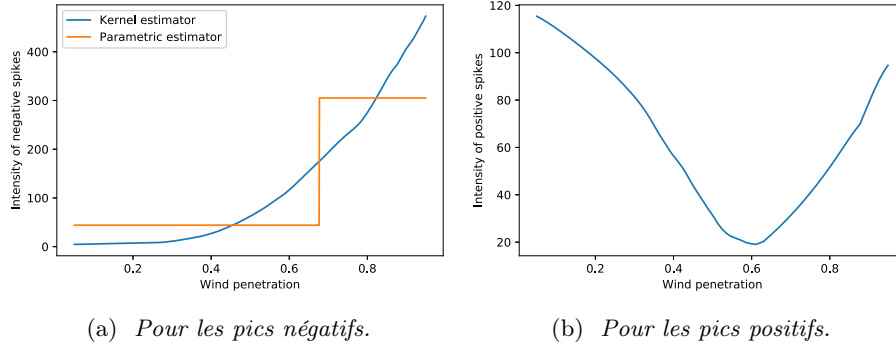 Kernel estimator
Parametric estimator
Intensity of negative spikes
400
300
200
100
0
0.2 0.4 0.6 0.8
Wind penetration
(a) Pour les pics négatifs.
Intensity of positive spikes
120
100
80
60
40
20
0.2 0.4 0.6 0.8
Wind penetration
(b) Pour les pics positifs.